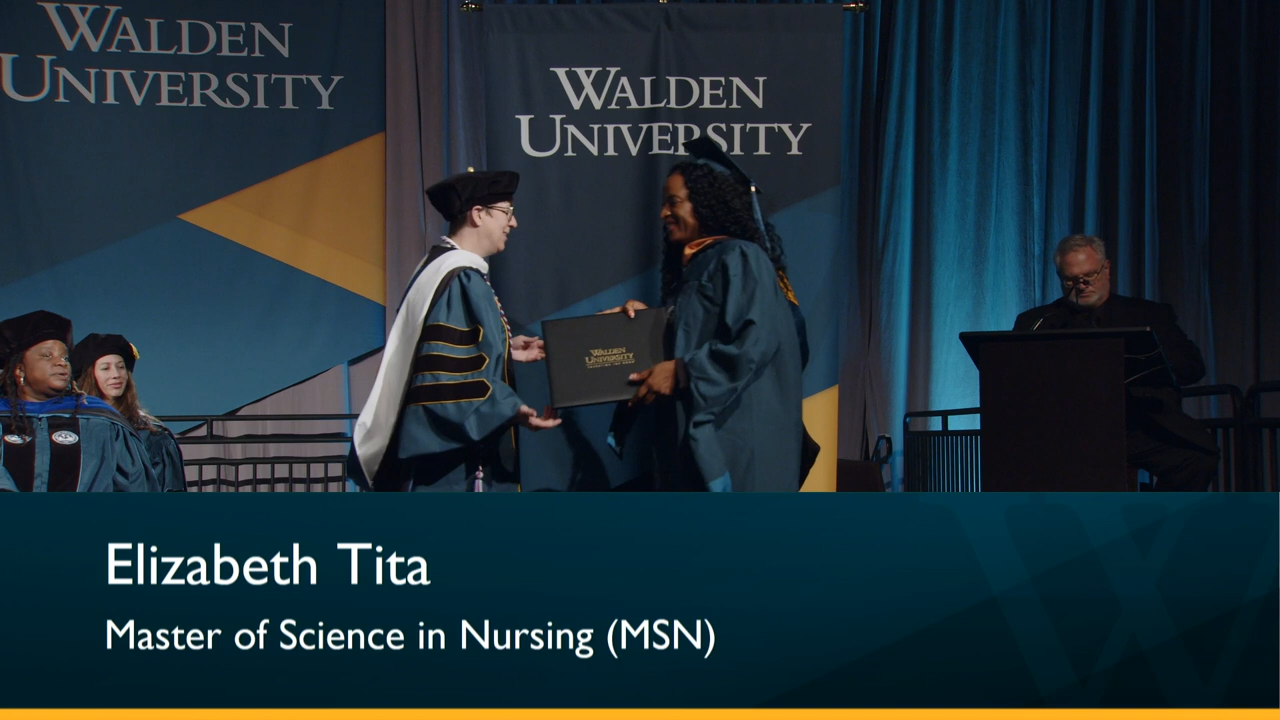 WALDEN
UNIVERSITY
WALDEN
UNIVERSITY
WALDEN
UNIVERSITY
Elizabeth Tita
Master of Science in Nursing (MSN)